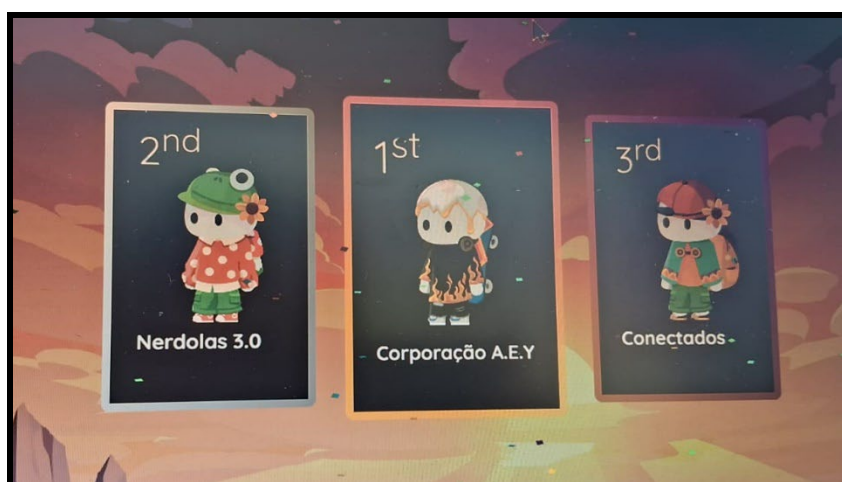 2nd
Nerdolas 3.0
1st
Corporação A.E.Y
3rd
Conectados